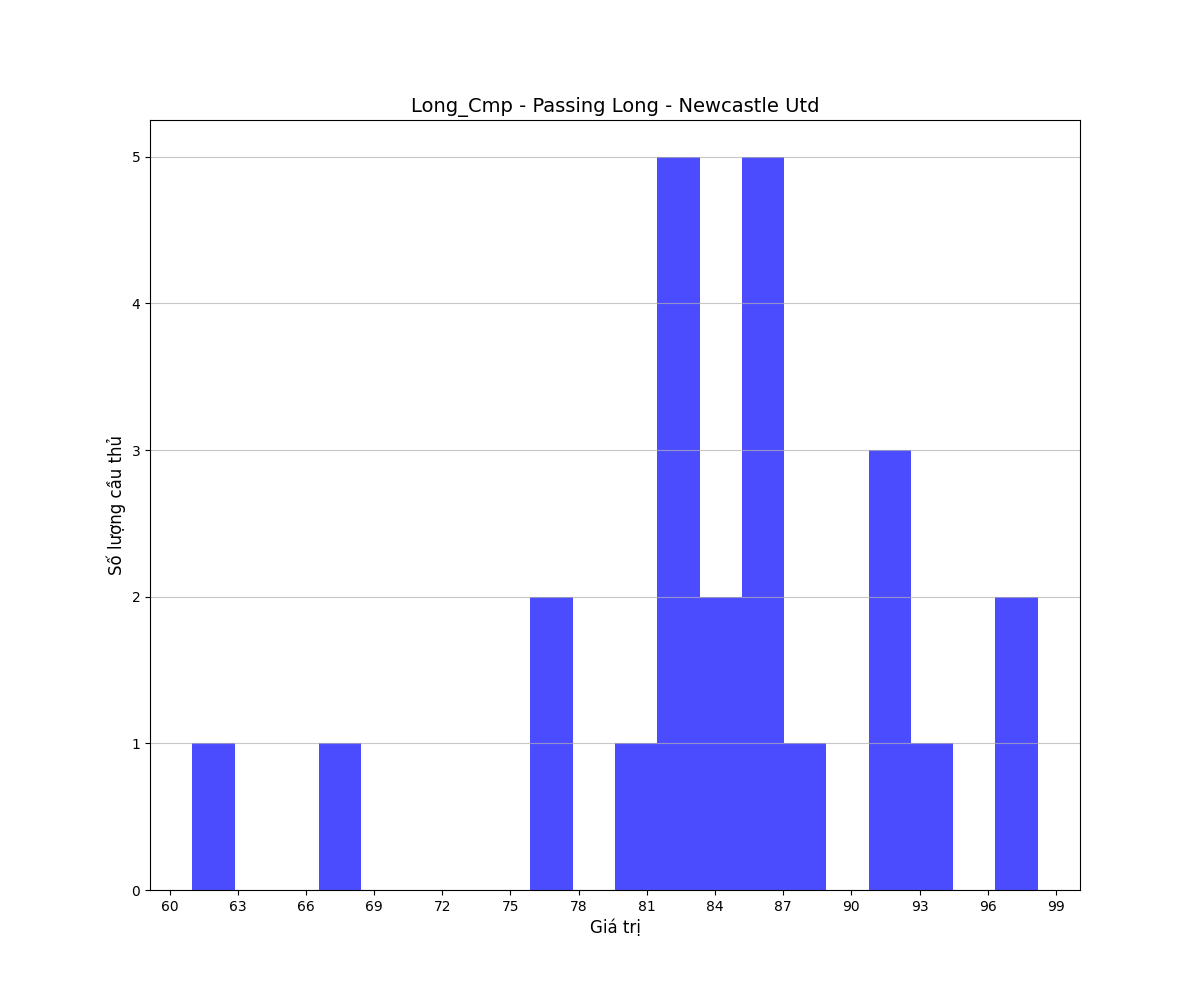 Long_Cmp - Passing Long - Newcastle Utd
5
4
3
2
1
0
Số lượng cầu thủ
60 63 66 69 72 75 78 81 84 87 90 93 96 99
Giá trị